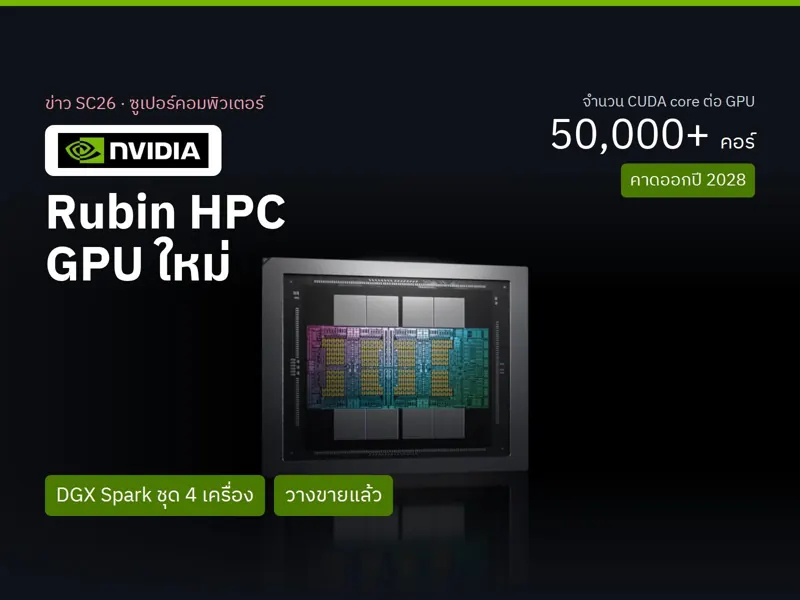 ข่าว SC26 · ซูเปอร์คอมพิวเตอร์
NVIDIA
Rubin HPC
GPU ใหม่
จำนวน CUDA core ต่อ GPU
50,000+ คอร์
คาดออกปี 2028
DGX Spark ชุด 4 เครื่อง
วางขายแล้ว